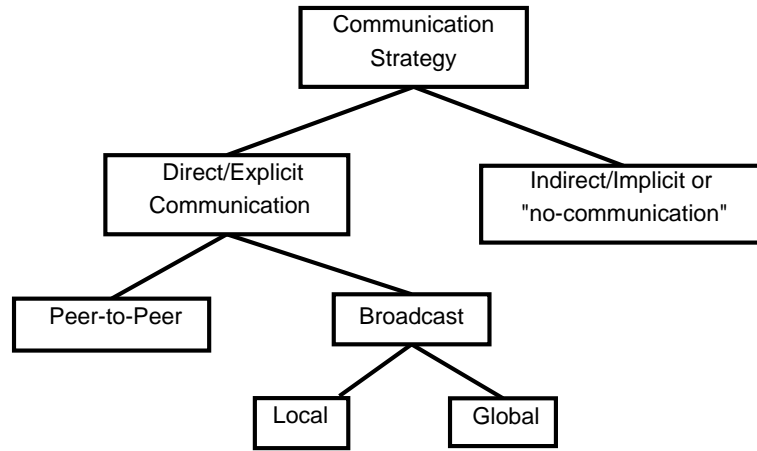 Communication
Strategy
Direct/Explicit
Communication
Indirect/Implicit or
"no-communication"
Peer-to-Peer
Broadcast
Local
Global